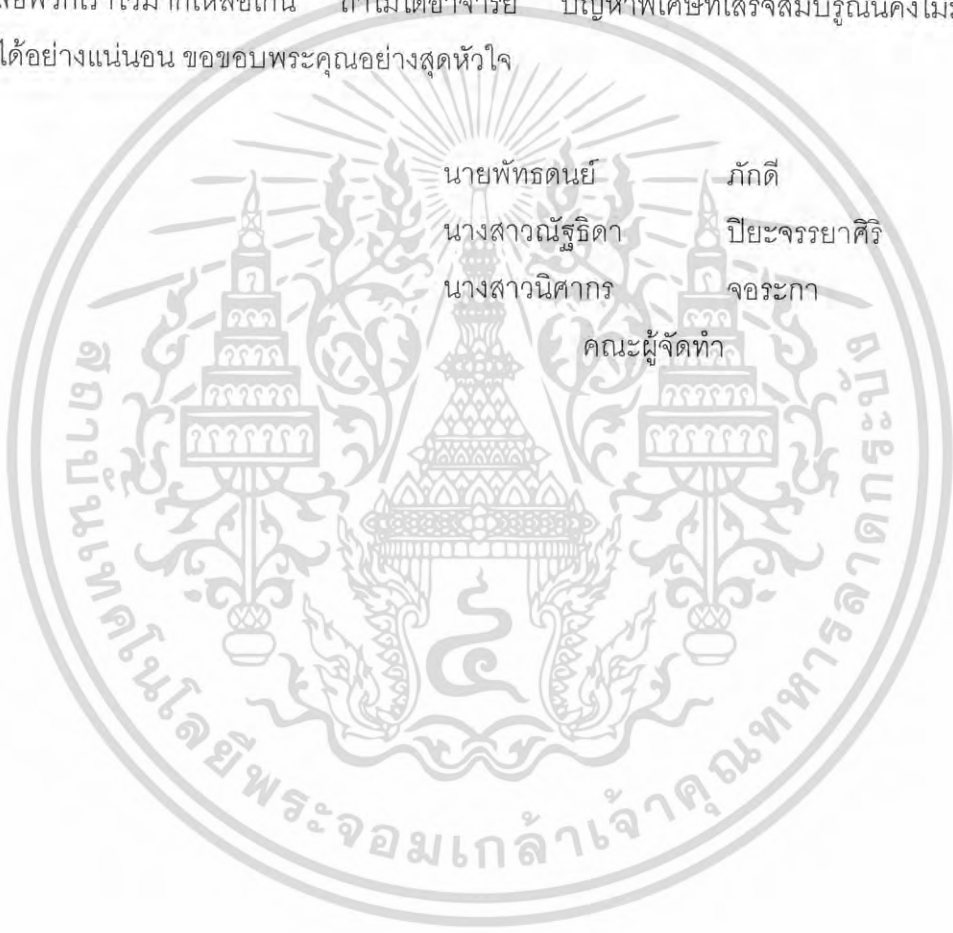 ได้อย่างแน่นอน ขอขอบพระคุณอย่างสุดหัวใจ
นายพัทธดนย์ ภักดี
นางสาวณัฐธิดา ปิยะจรรยาศิริ
นางสาวนิศากร จอระกา
คณะผู้จัดทำ
สถาบันเทคโนโลยีพระจอมเกล้าเจ้าคุณทหารลาดกระบัง